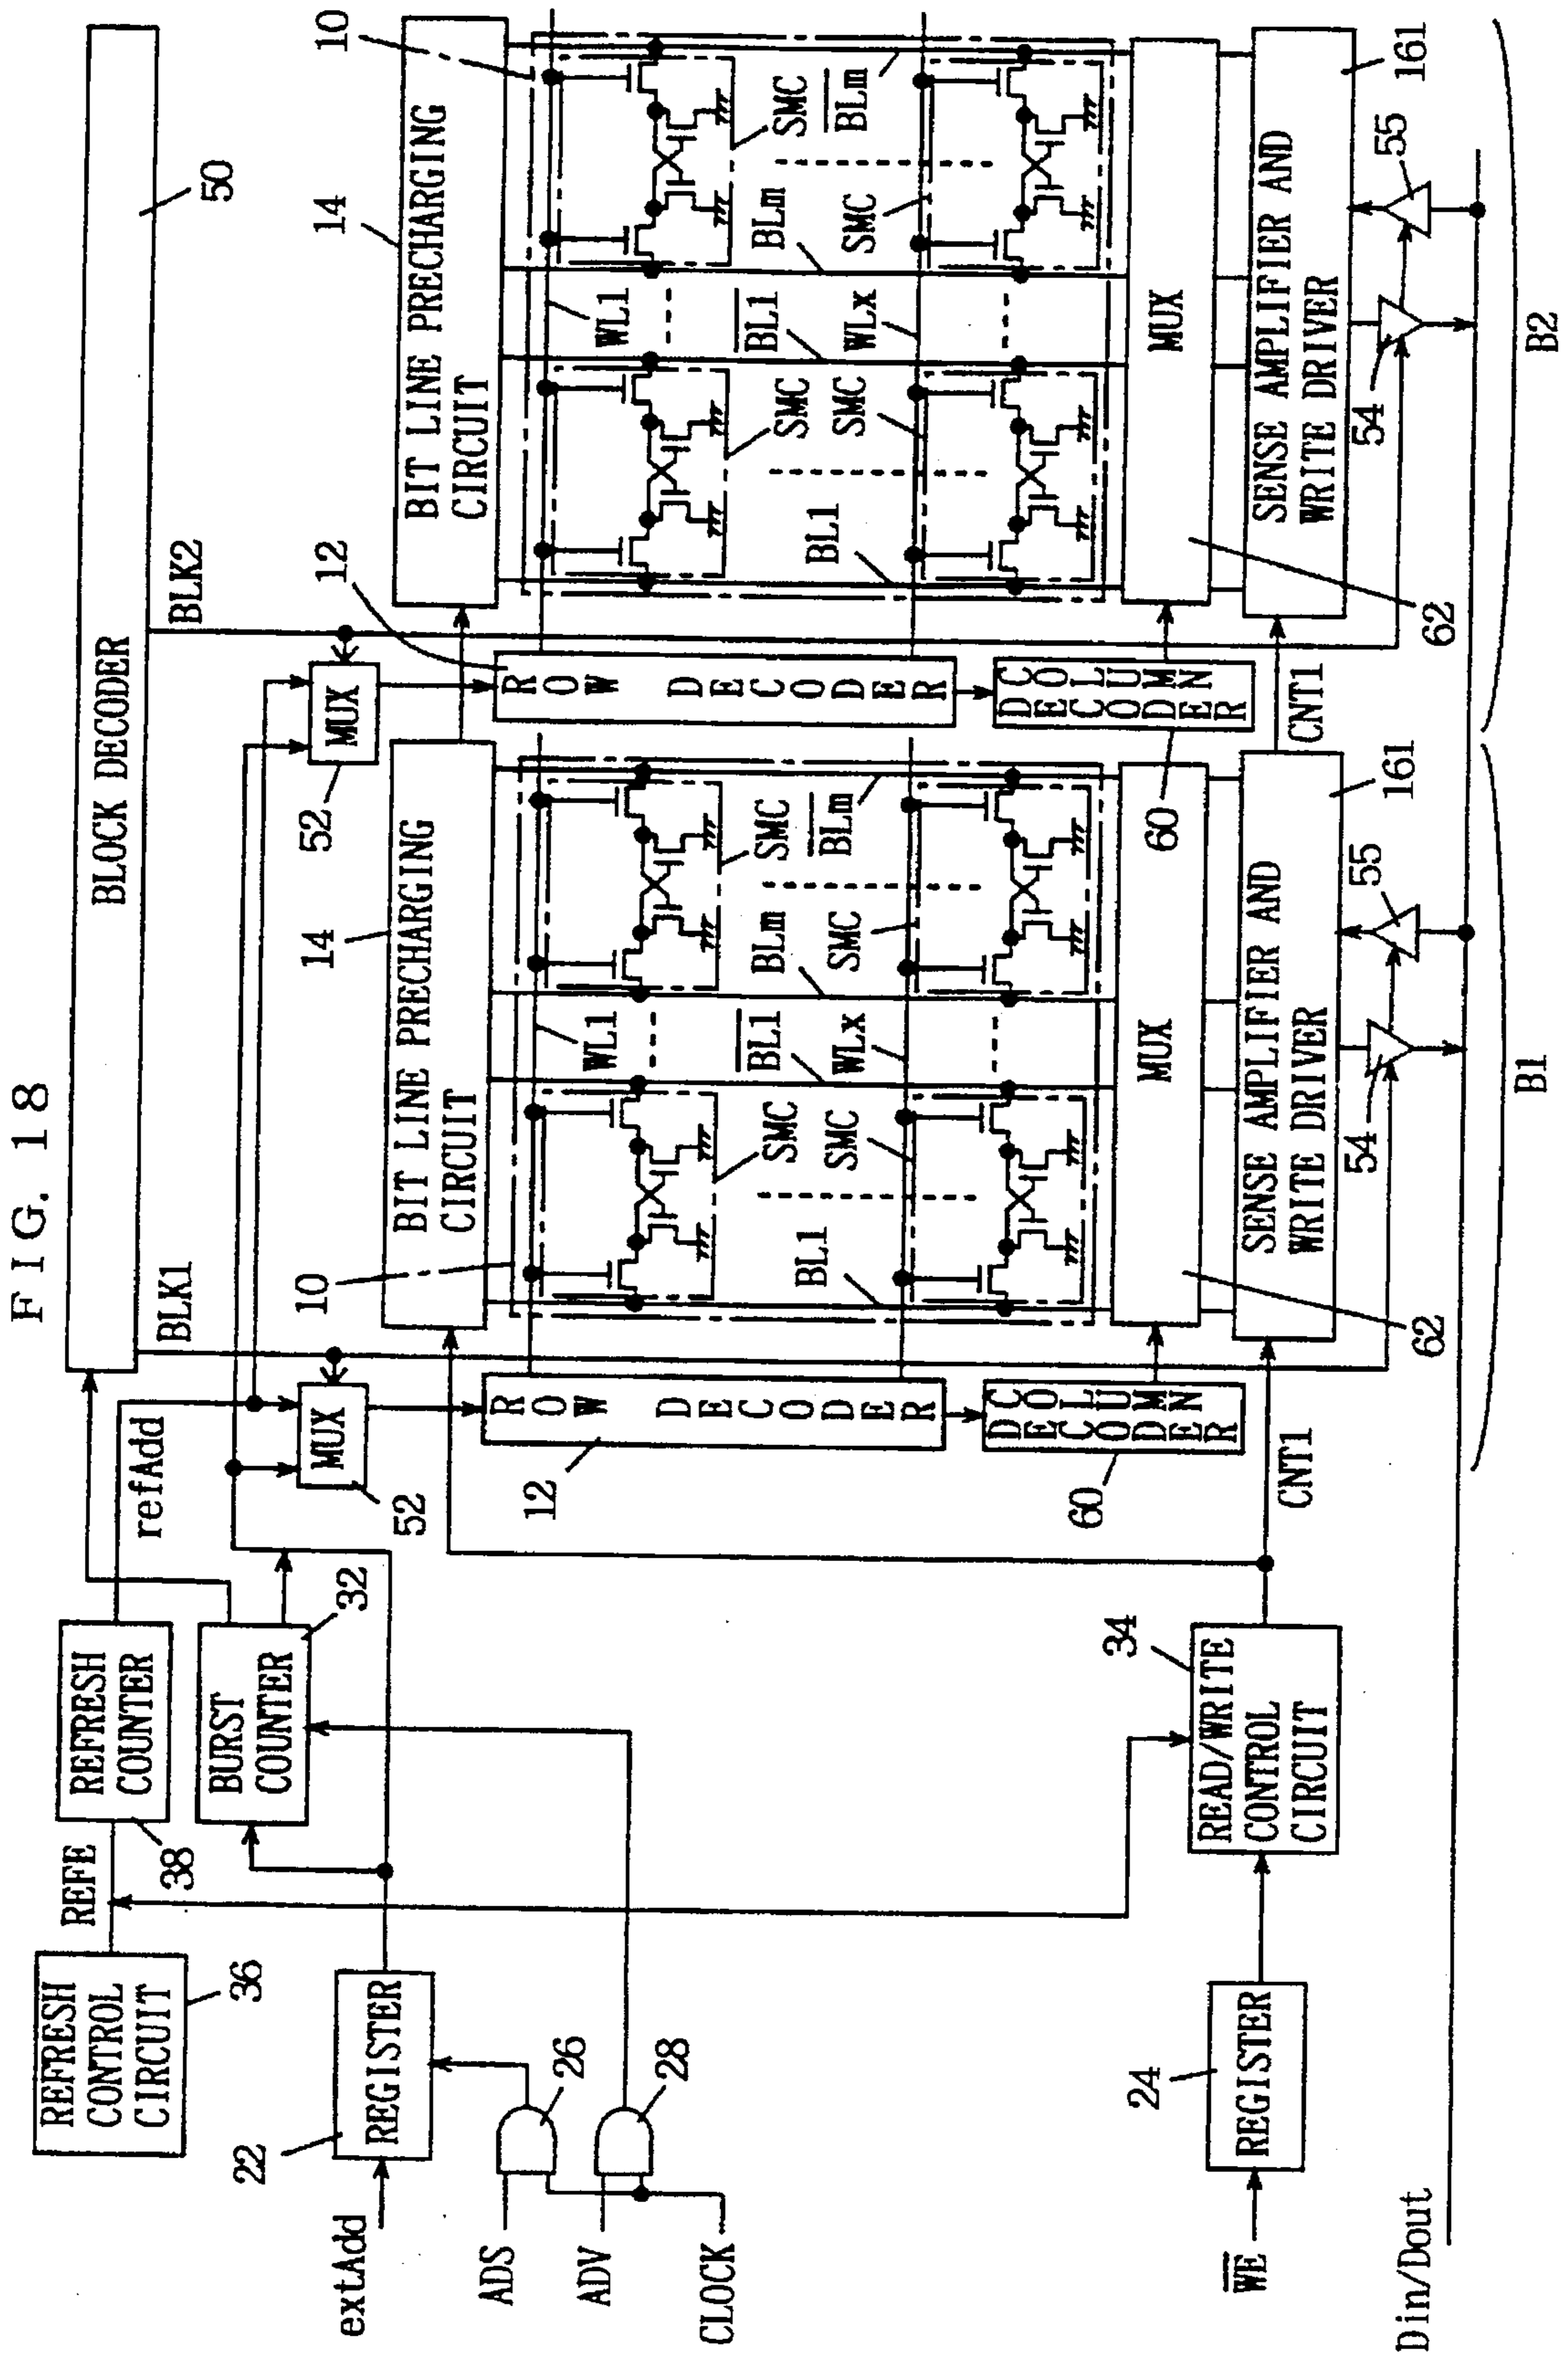 FIG. 18
REFRESH
CONTROL
CIRCUIT
36
REFE
REFRESH
COUNTER
38
refAdd
BLOCK DECODER
50
BURST
COUNTER
32
BLK1
BLK2
extAdd
22
REGISTER
ADS
26
ADV
28
CLOCK
MUX
52
MUX
52
10
14
BIT LINE PRECHARGING
CIRCUIT
12
14
BIT LINE PRECHARGING
CIRCUIT
10
12
ROW DECODER
ROW DECODER
WL1
SMC
SMC
WL1
SMC
SMC
BL1
SMC
B̅L̅1̅
WLx
BLm
SMC
B̅L̅m̅
BL1
SMC
B̅L̅1̅
WLx
BLm
SMC
B̅L̅m̅
60
COLUMN
DECODER
MUX
62
60
COLUMN
DECODER
MUX
62
W̅E̅
24
REGISTER
34
READ/WRITE
CONTROL
CIRCUIT
CNT1
SENSE AMPLIFIER AND
WRITE DRIVER
161
CNT1
SENSE AMPLIFIER AND
WRITE DRIVER
161
54
55
54
55
Din/Dout
B1
B2